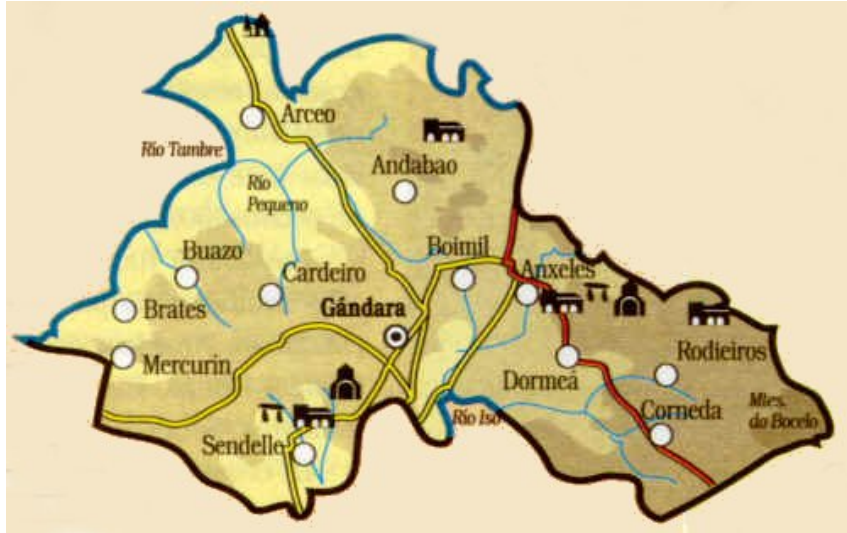 Arceo
Río Tambre
Andabao
Río
Pequeno
Buazo
Boimil
Cardeiro
Anxeles
Brates
Gándara
Mercurin
Rodieiros
Dormeá
Mtes.
do Bocelo
Río Iso
Corneda
Sendelle